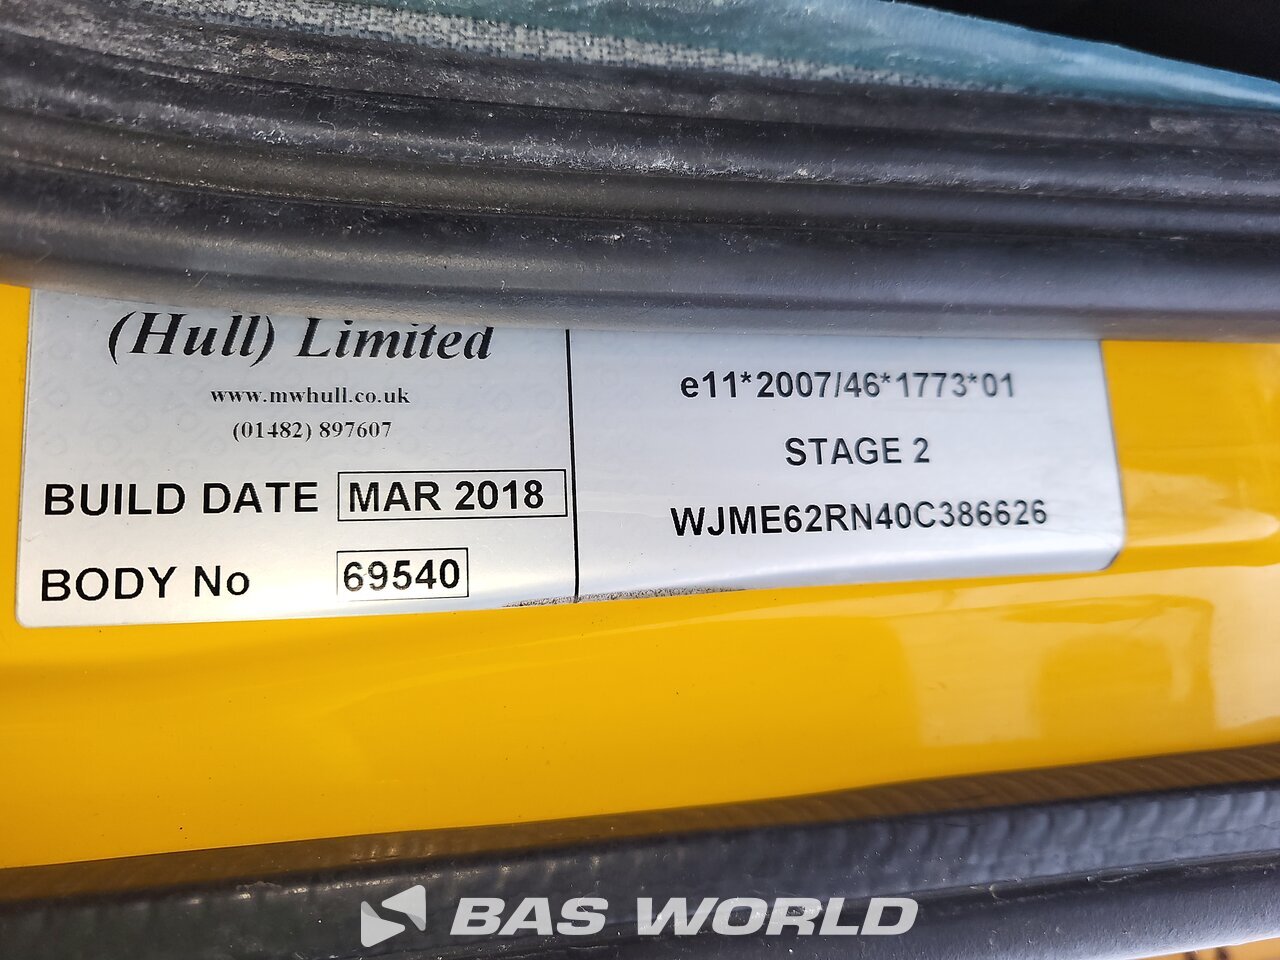 (Hull) Limited
www.mwhull.co.uk
(01482) 897607
BUILD DATE MAR 2018
BODY No 69540
e11*2007/46*1773*01
STAGE 2
WJME62RN40C386626
BAS WORLD